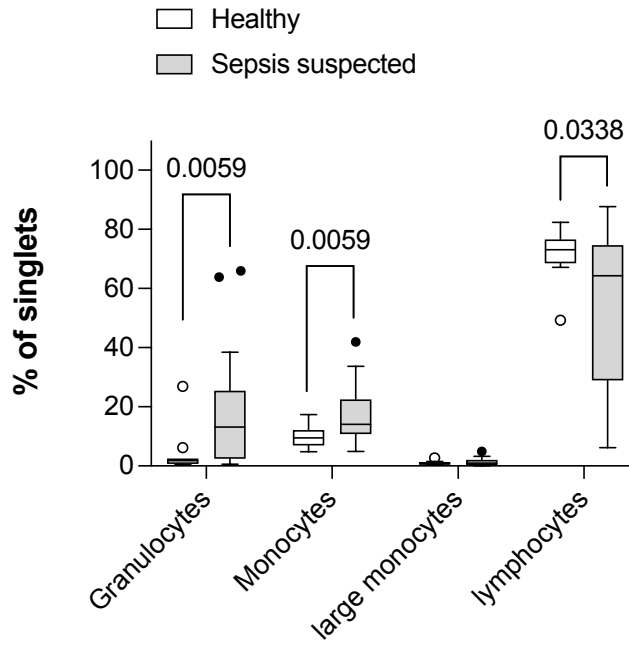 Healthy
Sepsis suspected
0.0338
0.0059
0.0059
100
80
60
40
20
0
% of singlets
Granulocytes
Monocytes
large monocytes
lymphocytes